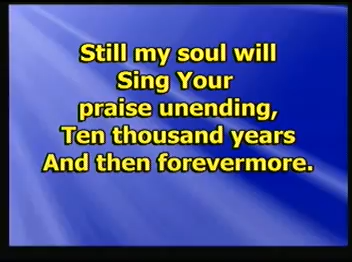 Still my soul will
Sing Your
praise unending,
Ten thousand years
And then forevermore.